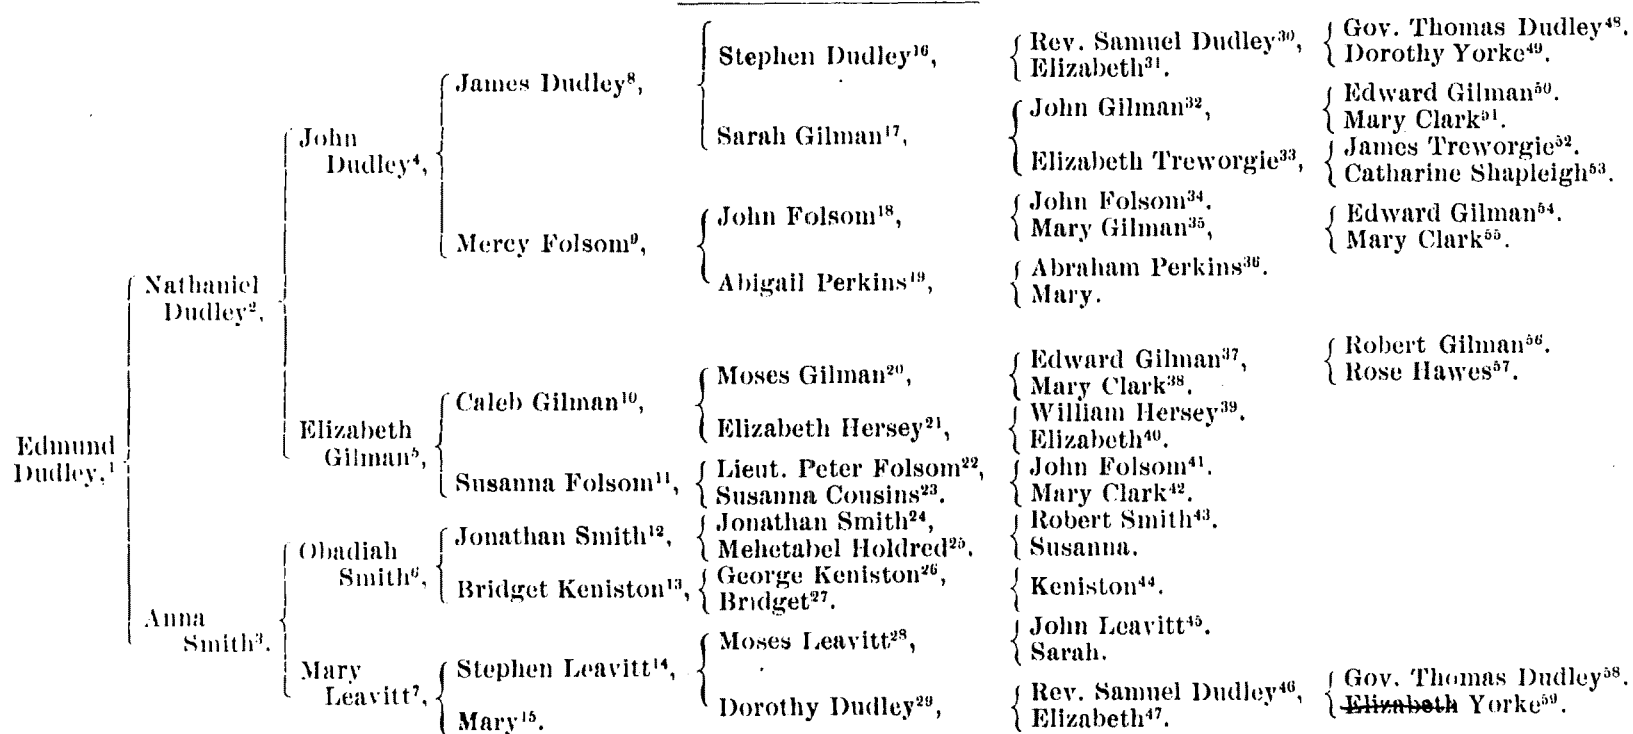 Edmund
Dudley,¹
Nathaniel
Dudley²,
Anna
Smith³.
John
Dudley⁴,
Elizabeth
Gilman⁵,
Obadiah
Smith⁶,
Mary
Leavitt⁷,
James Dudley⁸,
Mercy Folsom⁹,
Caleb Gilman¹⁰,
Susanna Folsom¹¹,
Jonathan Smith¹²,
Bridget Keniston¹³,
Stephen Leavitt¹⁴,
Mary¹⁵.
Stephen Dudley¹⁶,
Sarah Gilman¹⁷,
John Folsom¹⁸,
Abigail Perkins¹⁹,
Moses Gilman²⁰,
Elizabeth Hersey²¹,
Lieut. Peter Folsom²²,
Susanna Cousins²³.
Jonathan Smith²⁴,
Mehetabel Holdred²⁵.
George Keniston²⁶,
Bridget²⁷.
Moses Leavitt²⁸,
Dorothy Dudley²⁹,
Rev. Samuel Dudley³⁰,
Elizabeth³¹.
John Gilman³²,
Elizabeth Treworgie³³,
John Folsom³⁴.
Mary Gilman³⁵,
Abraham Perkins³⁶.
Mary.
Edward Gilman³⁷,
Mary Clark³⁸.
William Hersey³⁹.
Elizabeth⁴⁰.
John Folsom⁴¹.
Mary Clark⁴².
Robert Smith⁴³.
Susanna.
Keniston⁴⁴.
John Leavitt⁴⁵.
Sarah.
Rev. Samuel Dudley⁴⁶,
Elizabeth⁴⁷.
Gov. Thomas Dudley⁴⁸.
Dorothy Yorke⁴⁹.
Edward Gilman⁵⁰.
Mary Clark⁵¹.
James Treworgie⁵².
Catharine Shapleigh⁵³.
Edward Gilman⁵⁴.
Mary Clark⁵⁵.
Robert Gilman⁵⁶.
Rose Hawes⁵⁷.
Gov. Thomas Dudley⁵⁸.
Elizabeth Yorke⁵⁹.